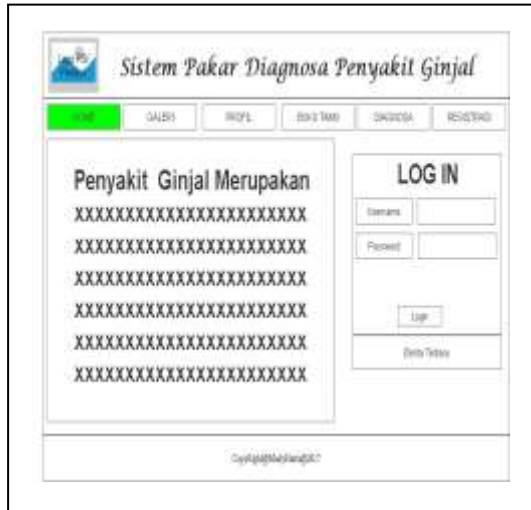 Sistem Pakar Diagnosa Penyakit Ginjal
HOME GALERI PROFIL BUKU TAMU DIAGNOSA REGISTRASI
Penyakit Ginjal Merupakan
XXXXXXXXXXXXXXXXXXXXXXX
XXXXXXXXXXXXXXXXXXXXXXX
XXXXXXXXXXXXXXXXXXXXXXX
XXXXXXXXXXXXXXXXXXXXXXX
XXXXXXXXXXXXXXXXXXXXXXX
XXXXXXXXXXXXXXXXXXXXXXX
LOG IN
Username
Password
Login
Berita Terbaru